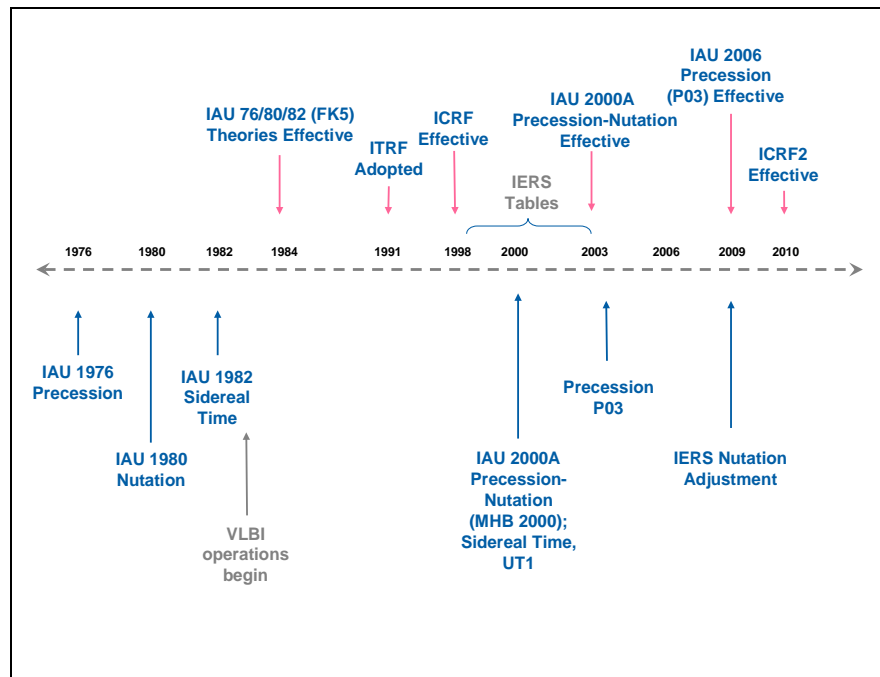 IAU 2006
Precession
(P03) Effective
IAU 76/80/82 (FK5)
Theories Effective
ITRF
Adopted
ICRF
Effective
IAU 2000A
Precession-Nutation
Effective
ICRF2
Effective
IERS
Tables
1976 1980 1982 1984 1991 1998 2000 2003 2006 2009 2010
IAU 1976
Precession
IAU 1980
Nutation
IAU 1982
Sidereal
Time
VLBI
operations
begin
IAU 2000A
Precession-
Nutation
(MHB 2000);
Sidereal Time,
UT1
Precession
P03
IERS Nutation
Adjustment